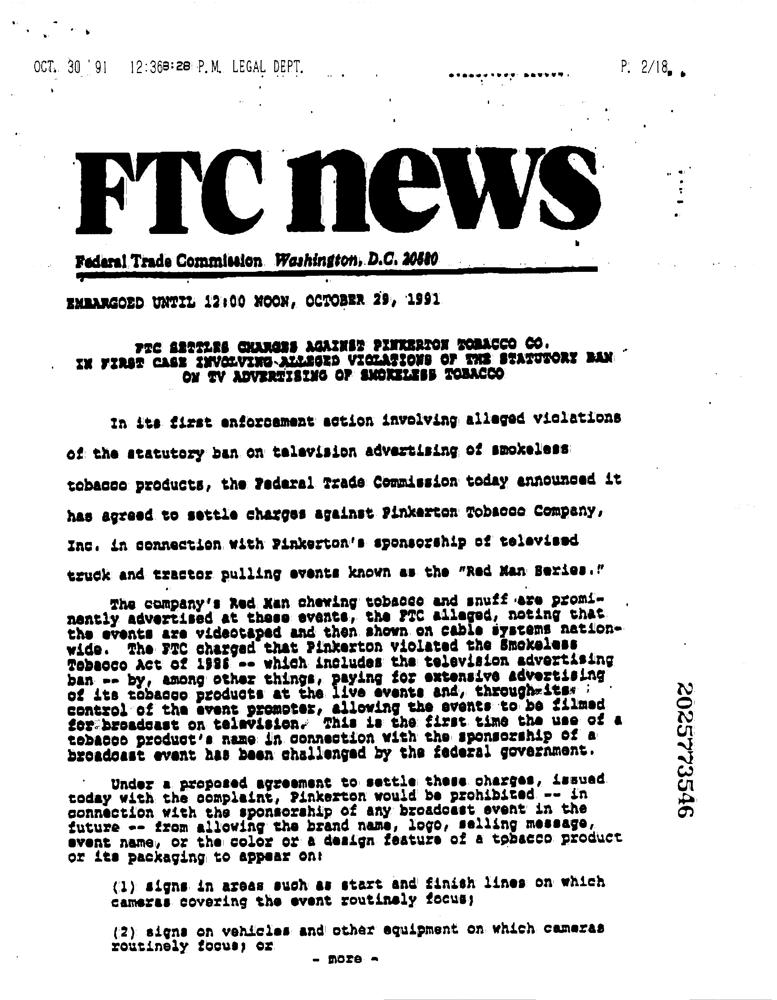 OCT. 30 '91 12:36 8:28 P.M. LEGAL DEPT. P. 2/18
FTC news
Federal Trade Commission Washington, D.C. 20580
EMBARGOED UNTIL 12:00 NOON, OCTOBER 29, 1991
FTC SETTLES CHARGES AGAINST PINKERTON TOBACCO CO.
IN FIRST CASE INVOLVING ALLEGED VIOLATIONS OF THE STATUTORY BAN
ON TV ADVERTISING OF SMOKELESS TOBACCO
In its first enforcement action involving alleged violations
of the statutory ban on television advertising of smokeless
tobacco products, the Federal Trade Commission today announced it
has agreed to settle charges against Pinkerton Tobacco Company,
Inc. in connection with Pinkerton's sponsorship of televised
truck and tractor pulling events known as the "Red Man Series."
The company's Red Man chewing tobacco and snuff are promi-
nently advertised at these events, the FTC alleged, noting that
the events are videotaped and then shown on cable systems nation-
wide. The FTC charged that Pinkerton violated the Smokeless
Tobacco Act of 1986 -- which includes the television advertising
ban -- by, among other things, paying for extensive advertising
of its tobacco products at the live events and, through its
control of the event promoter, allowing the events to be filmed
for broadcast on television. This is the first time the use of a
tobacco product's name in connection with the sponsorship of a
broadcast event has been challenged by the federal government.
Under a proposed agreement to settle these charges, issued
today with the complaint, Pinkerton would be prohibited -- in
connection with the sponsorship of any broadcast event in the
future -- from allowing the brand name, logo, selling message,
event name, or the color or a design feature of a tobacco product
or its packaging to appear on:
(1) signs in areas such as start and finish lines on which
cameras covering the event routinely focus;
(2) signs on vehicles and other equipment on which cameras
routinely focus; or
- more -
2025773546